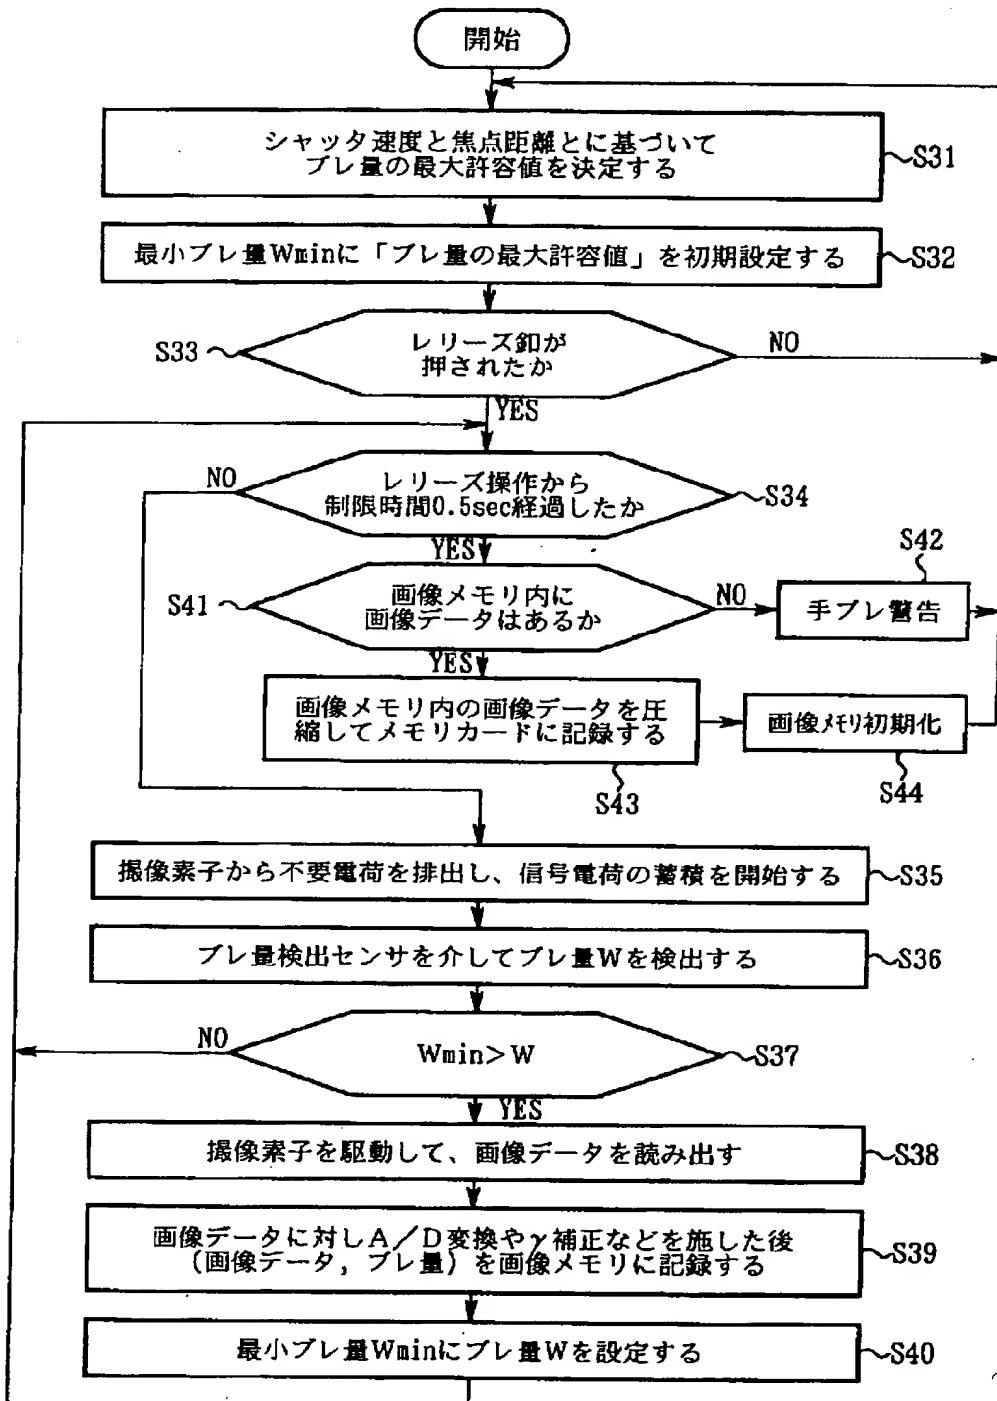 開始
シャッタ速度と焦点距離とに基づいて
ブレ量の最大許容値を決定する
S31
最小ブレ量Wminに「ブレ量の最大許容値」を初期設定する
S32
S33
レリーズ釦が
押されたか
NO
YES
NO
レリーズ操作から
制限時間0.5sec経過したか
S34
YES
S42
S41
画像メモリ内に
画像データはあるか
NO
手ブレ警告
YES
画像メモリ内の画像データを圧
縮してメモリカードに記録する
画像メモリ初期化
S43
S44
撮像素子から不要電荷を排出し、信号電荷の蓄積を開始する
S35
ブレ量検出センサを介してブレ量Wを検出する
S36
NO
Wmin>W
S37
YES
撮像素子を駆動して、画像データを読み出す
S38
画像データに対しA/D変換やγ補正などを施した後
(画像データ, ブレ量)を画像メモリに記録する
S39
最小ブレ量Wminにブレ量Wを設定する
S40